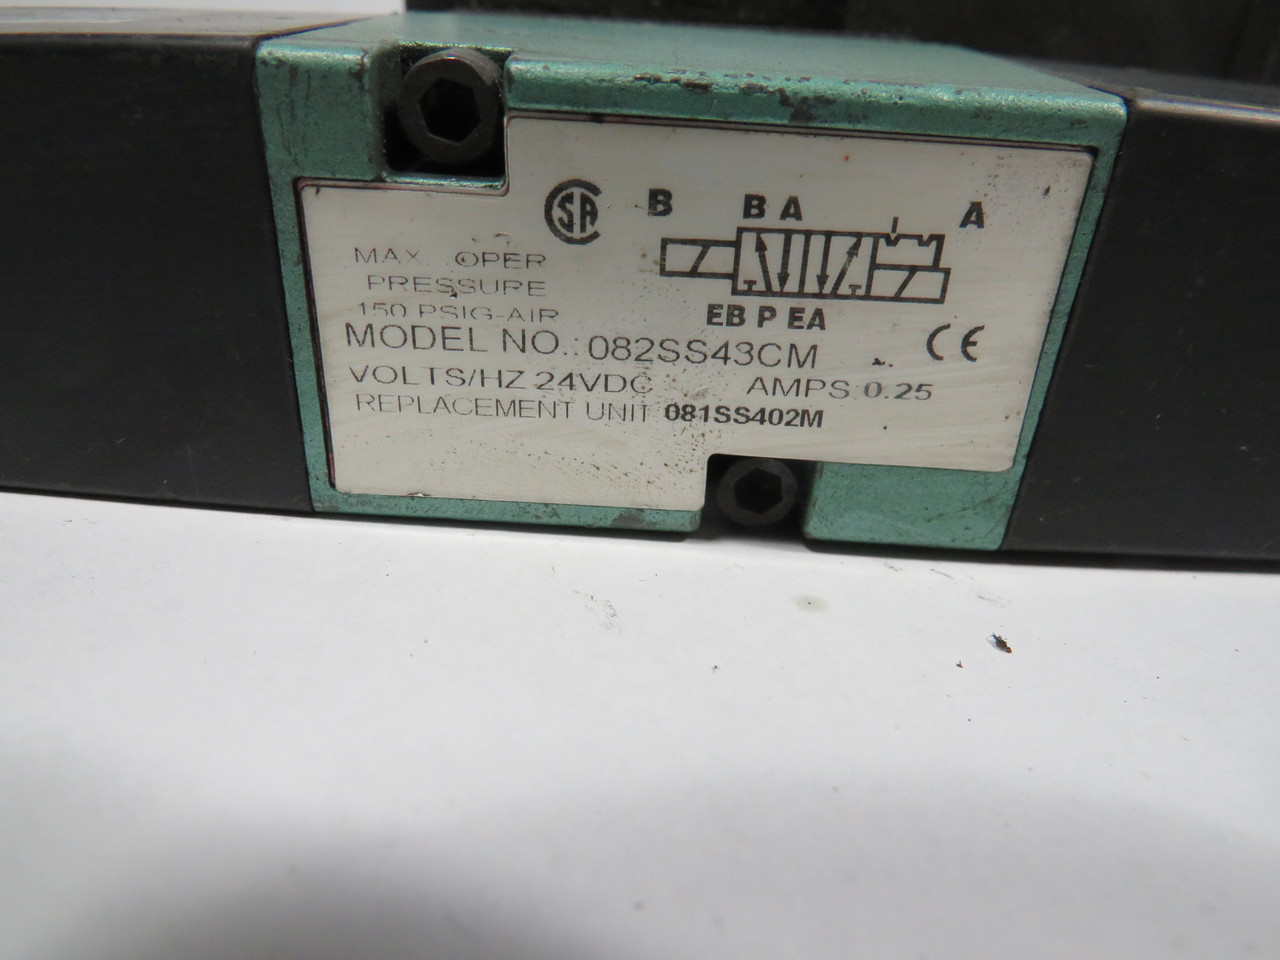 SA
B B A A
MAX. OPER
PRESSURE
150 PSIG-AIR
EB P EA
MODEL NO.: 082SS43CM
CE
VOLTS/HZ 24VDC AMPS 0.25
REPLACEMENT UNIT 081SS402M